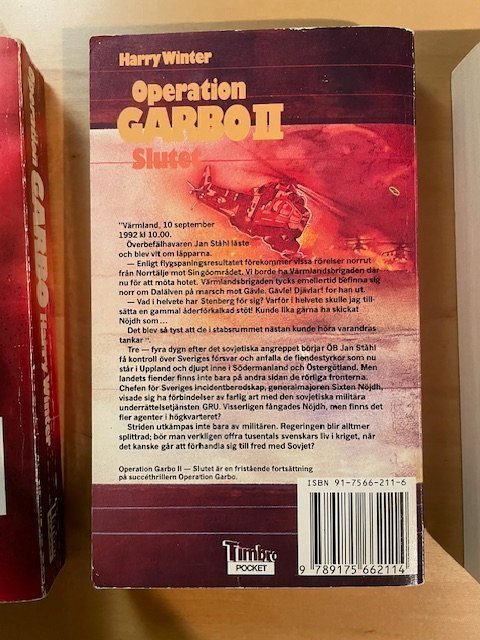 Harry Winter
Operation
GARBO II
Slutet
"Värmland, 10 september
1992 kl 10.00.
Överbefälhavaren Jan Ståhl läste
och blev vit om läpparna.
— Enligt flygspaningsresultatet förekommer vissa rörelser norrut
från Norrtälje mot Singöområdet. Vi borde ha Värmlandsbrigaden där
nu för att möta hotet. Värmlandsbrigaden tycks emellertid befinna sig
norr om Dalälven på marsch mot Gävle. Gävle! Djävlar! for han ut.
— Vad i helvete har Stenberg för sig? Varför i helvete skulle jag till-
sätta en gammal åderförkalkad stöt! Kunde lika gärna ha skickat
Nöjdh som ...
Det blev så tyst att de i stabsrummet nästan kunde höra varandras
tankar".
Tre — fyra dygn efter det sovjetiska angreppet börjar ÖB Jan Ståhl
få kontroll över Sveriges försvar och anfalla de fiendestyrkor som nu
står i Uppland och djupt inne i Södermanland och Östergötland. Men
landets fiender finns inte bara på andra sidan de rörliga fronterna.
Chefen för Sveriges incidentberedskap, generalmajoren Sixten Nöjdh,
visade sig ha förbindelser av farlig art med den sovjetiska militära
underrättelsetjänsten GRU. Visserligen fångades Nöjdh, men finns det
fler agenter i högkvarteret?
Striden utkämpas inte bara av militären. Regeringen blir alltmer
splittrad; bör man verkligen offra tusentals svenskars liv i kriget, när
det kanske går att förhandla sig till fred med Sovjet?
Operation Garbo II — Slutet är en fristående fortsättning
på succéthrillern Operation Garbo.
ISBN 91-7566-211-6
9 789175 662114
Timbro
POCKET
Operation GARBO Harry Winter
Timbro